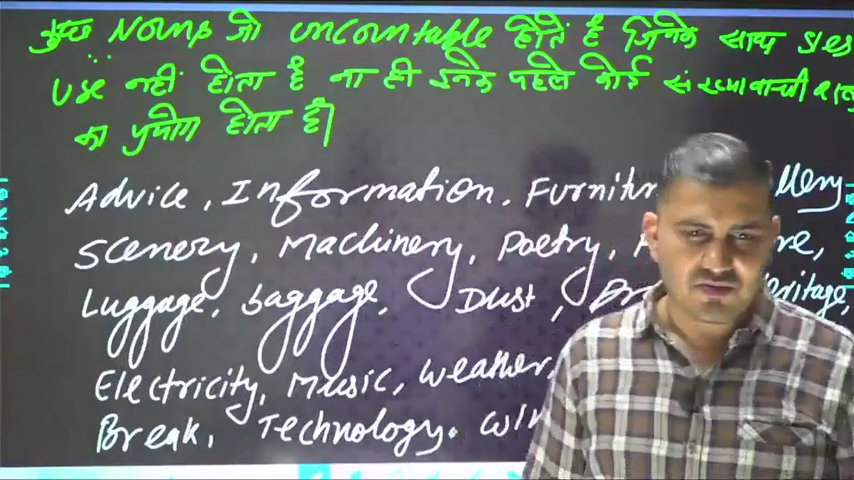 कुछ Nouns जो uncountable होते है जिनके साथ s/es
use नही होता है ना ही इनके पहले कोई संख्यावाची
का प्रयोग होता है।
Advice, Information, Furniture
Scenery, Machinery, Poetry,
Luggage, baggage, Dust, Heritage,
Electricity, Music, weather,
Break, Technology.